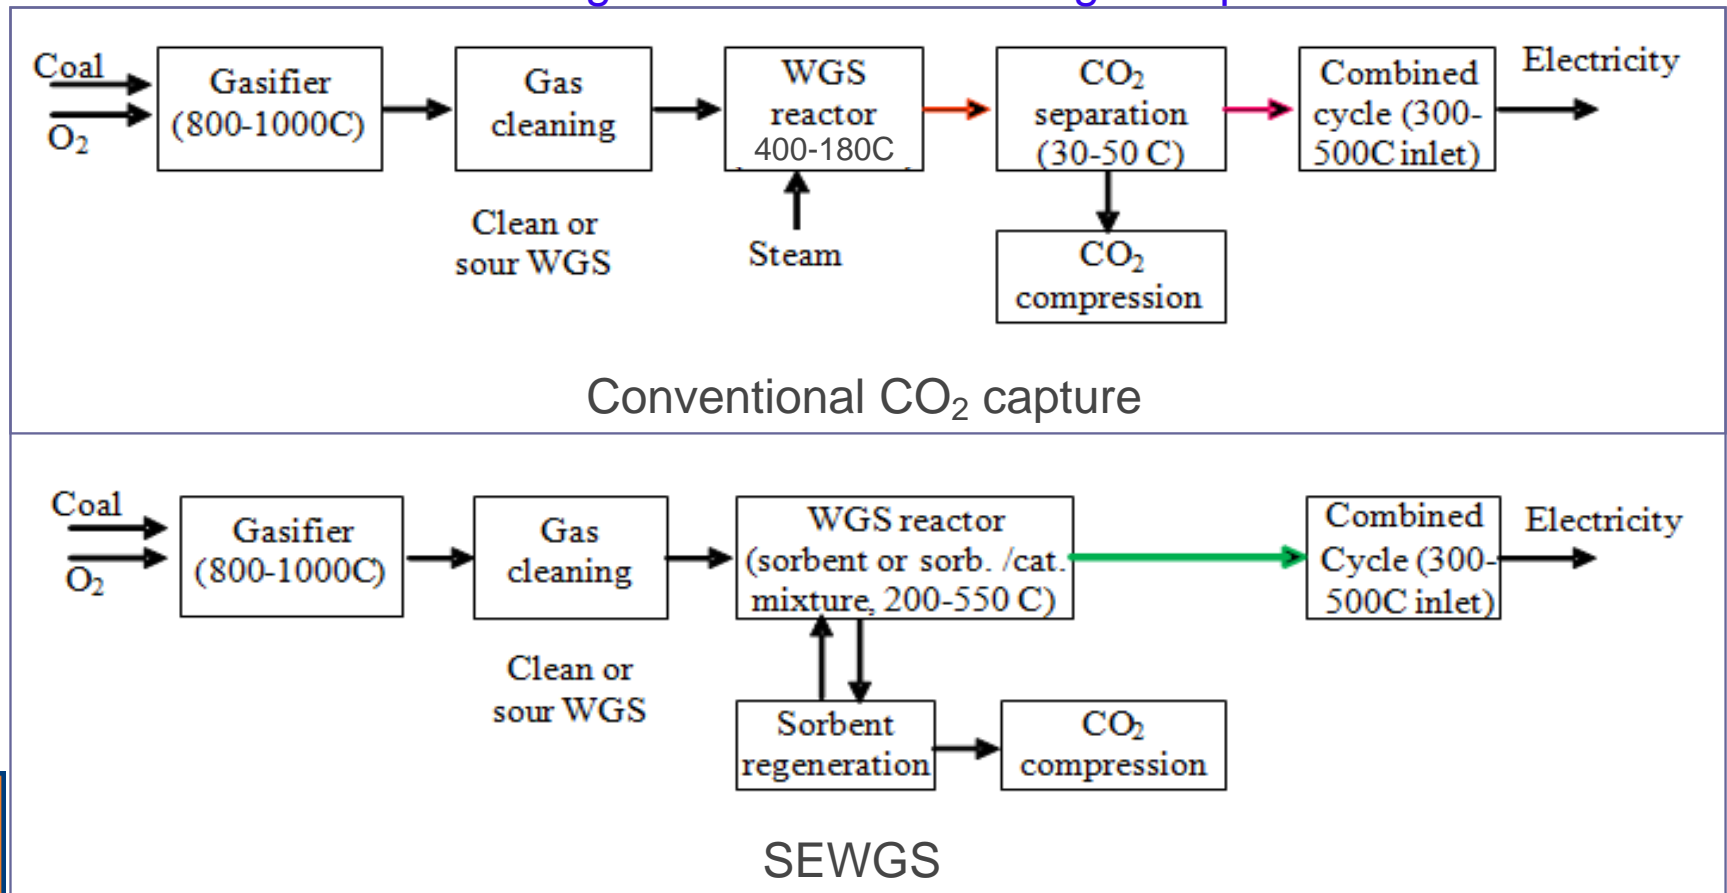 Coal
O₂
Gasifier
(800-1000C)
Gas
cleaning
Clean or
sour WGS
WGS
reactor
400-180C
Steam
CO₂
separation
(30-50 C)
CO₂
compression
Combined
cycle (300-
500C inlet)
Electricity
Conventional CO₂ capture
Coal
O₂
Gasifier
(800-1000C)
Gas
cleaning
Clean or
sour WGS
WGS reactor
(sorbent or sorb. /cat.
mixture, 200-550 C)
Sorbent
regeneration
CO₂
compression
Combined
Cycle (300-
500C inlet)
Electricity
SEWGS